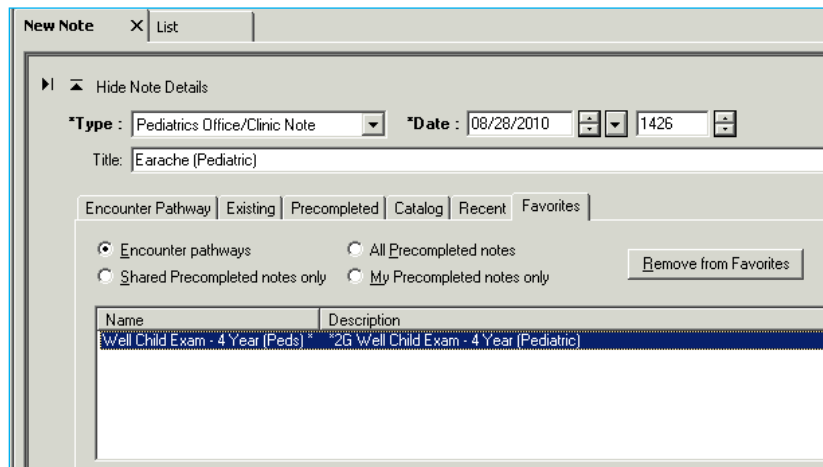 New Note X List
Hide Note Details
*Type : Pediatrics Office/Clinic Note *Date : 08/28/2010 1426
Title: Earache (Pediatric)
Encounter Pathway Existing Precompleted Catalog Recent Favorites
Encounter pathways All Precompleted notes
Remove from Favorites
Shared Precompleted notes only My Precompleted notes only
Name Description
Well Child Exam - 4 Year (Peds) * *2G Well Child Exam - 4 Year (Pediatric)